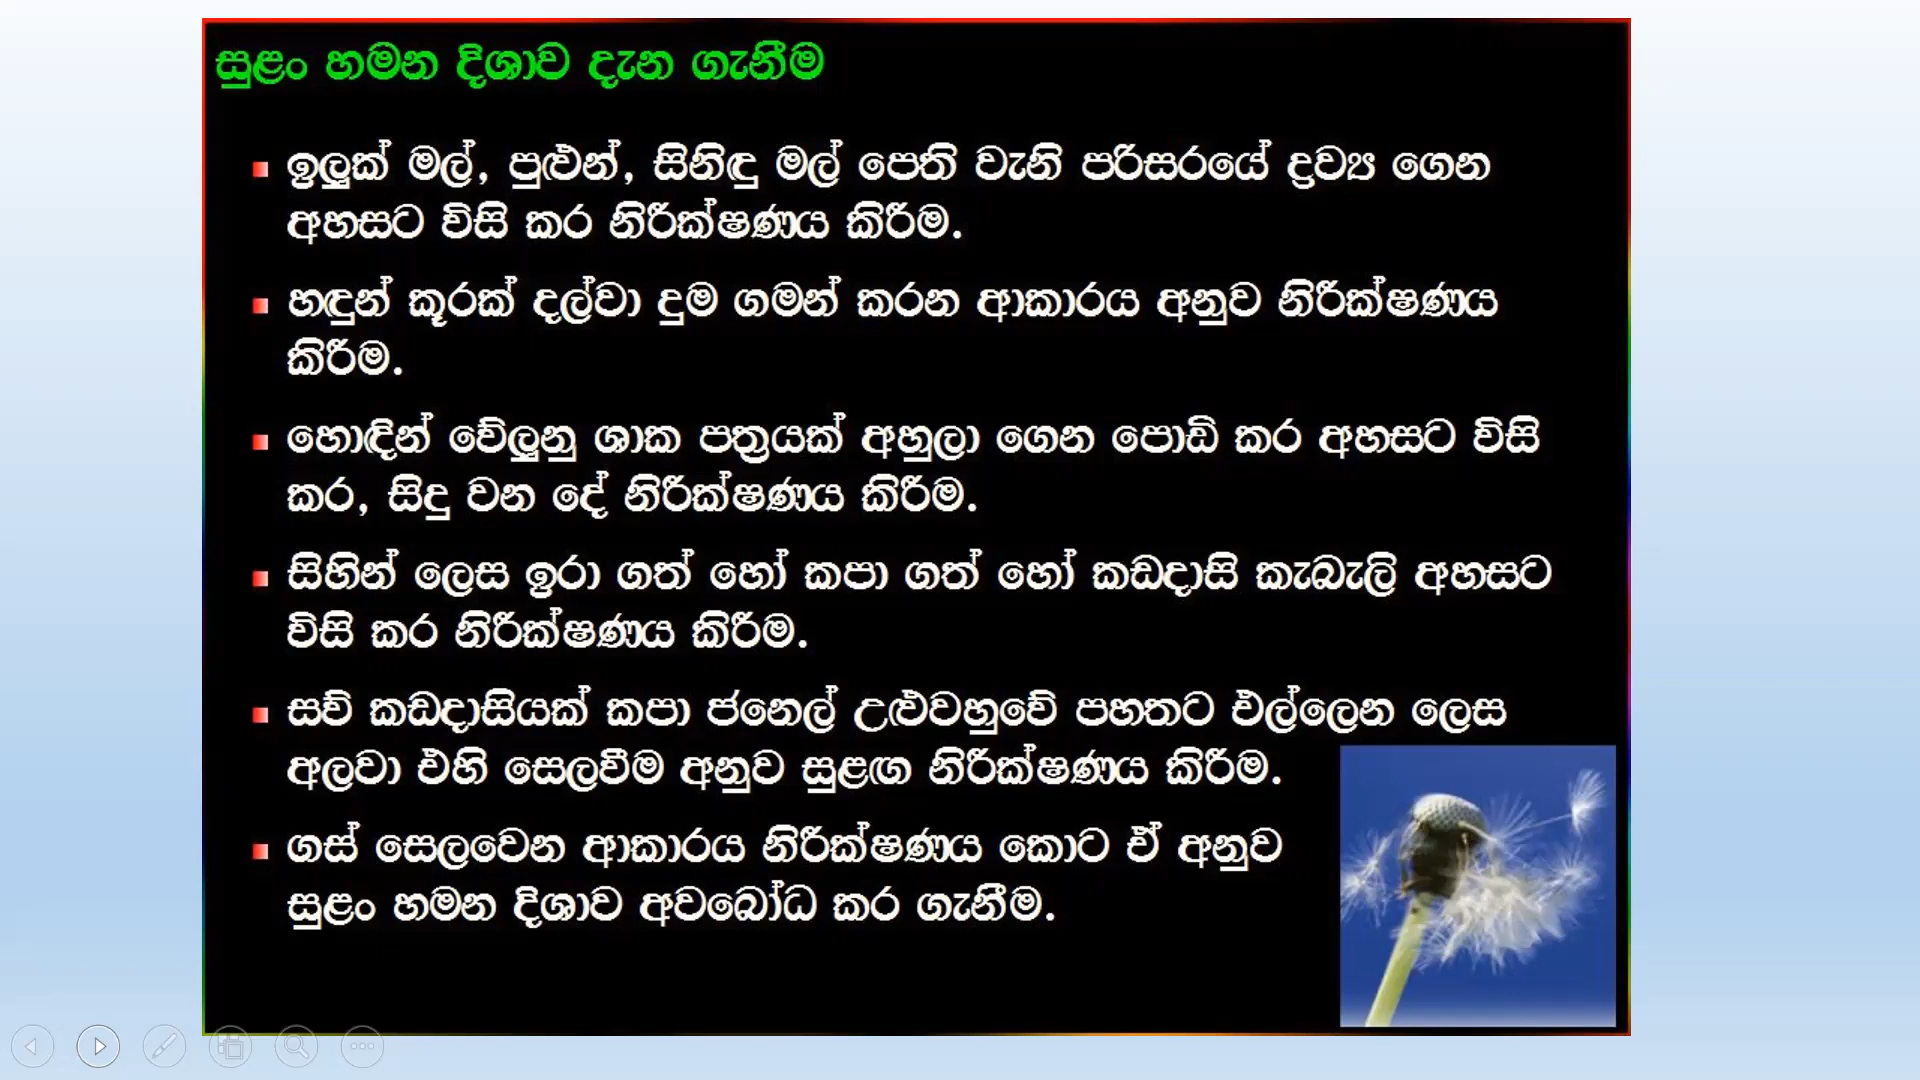 සුළං හමන දිශාව දැන ගැනීම
ඉලුක් මල්, පුළුන්, සිනිඳු මල් පෙති වැනි පරිසරයේ ද්‍රව්‍ය ගෙන
අහසට විසි කර නිරීක්ෂණය කිරීම.
හඳුන් කූරක් දල්වා දුම ගමන් කරන ආකාරය අනුව නිරීක්ෂණය
කිරීම.
හොඳින් වේලුනු ශාක පත්‍රයක් අහුලා ගෙන පොඩි කර අහසට විසි
කර, සිදු වන දේ නිරීක්ෂණය කිරීම.
සිහින් ලෙස ඉරා ගත් හෝ කපා ගත් හෝ කඩදාසි කැබැලි අහසට
විසි කර නිරීක්ෂණය කිරීම.
සව් කඩදාසියක් කපා ජනෙල් උළුවහුවේ පහතට එල්ලෙන ලෙස
අලවා එහි සෙලවීම අනුව සුළඟ නිරීක්ෂණය කිරීම.
ගස් සෙලවෙන ආකාරය නිරීක්ෂණය කොට ඒ අනුව
සුළං හමන දිශාව අවබෝධ කර ගැනීම.